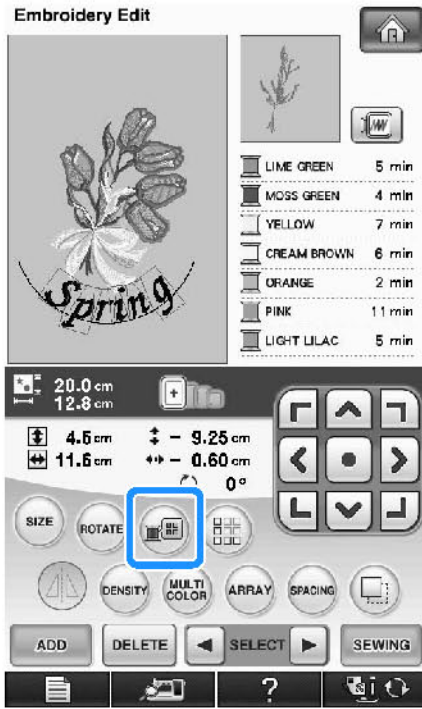 Embroidery Edit
LIME GREEN 5 min
MOSS GREEN 4 min
YELLOW 7 min
CREAM BROWN 6 min
ORANGE 2 min
PINK 11 min
LIGHT LILAC 5 min
Spring
20.0 cm
12.8 cm
4.5 cm - 9.25 cm
11.6 cm - 0.60 cm
0°
SIZE ROTATE
DENSITY MULTI COLOR ARRAY SPACING
ADD DELETE SELECT SEWING
?